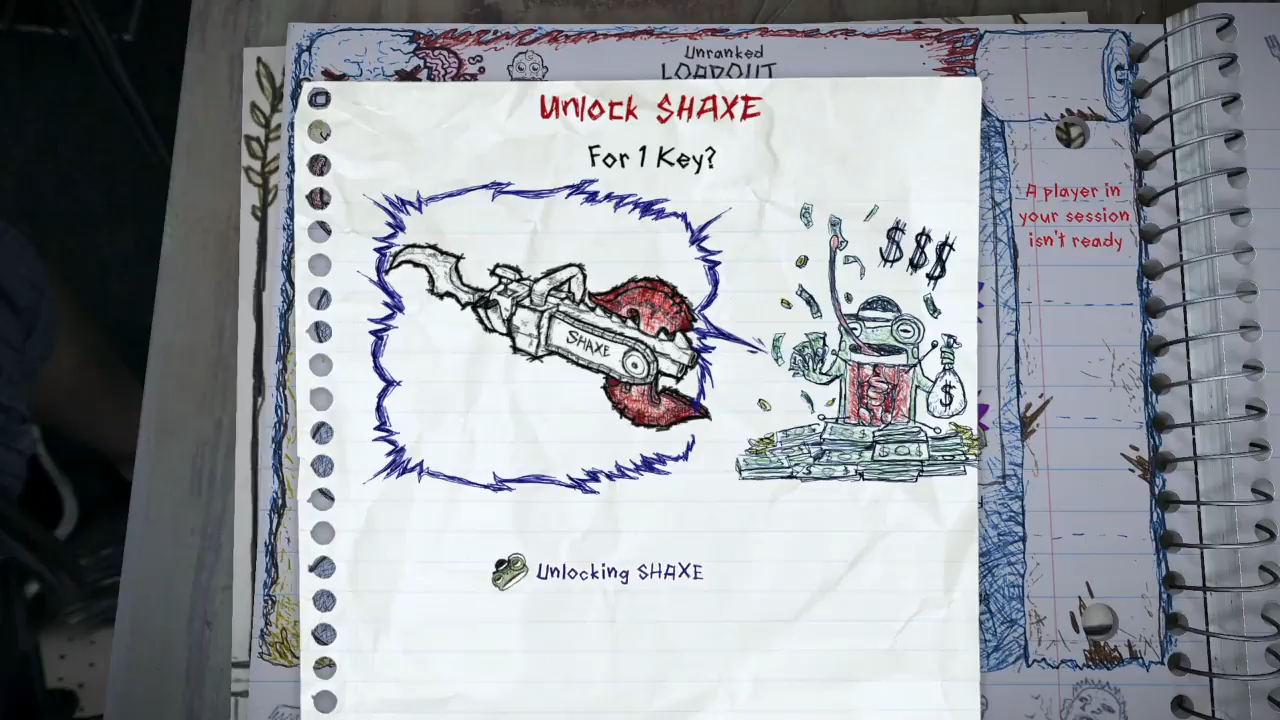 Unranked
LOADOUT
Unlock SHAXE
For 1 Key?
A player in
your session
isn't ready
$$$
SHAXE
$
Unlocking SHAXE